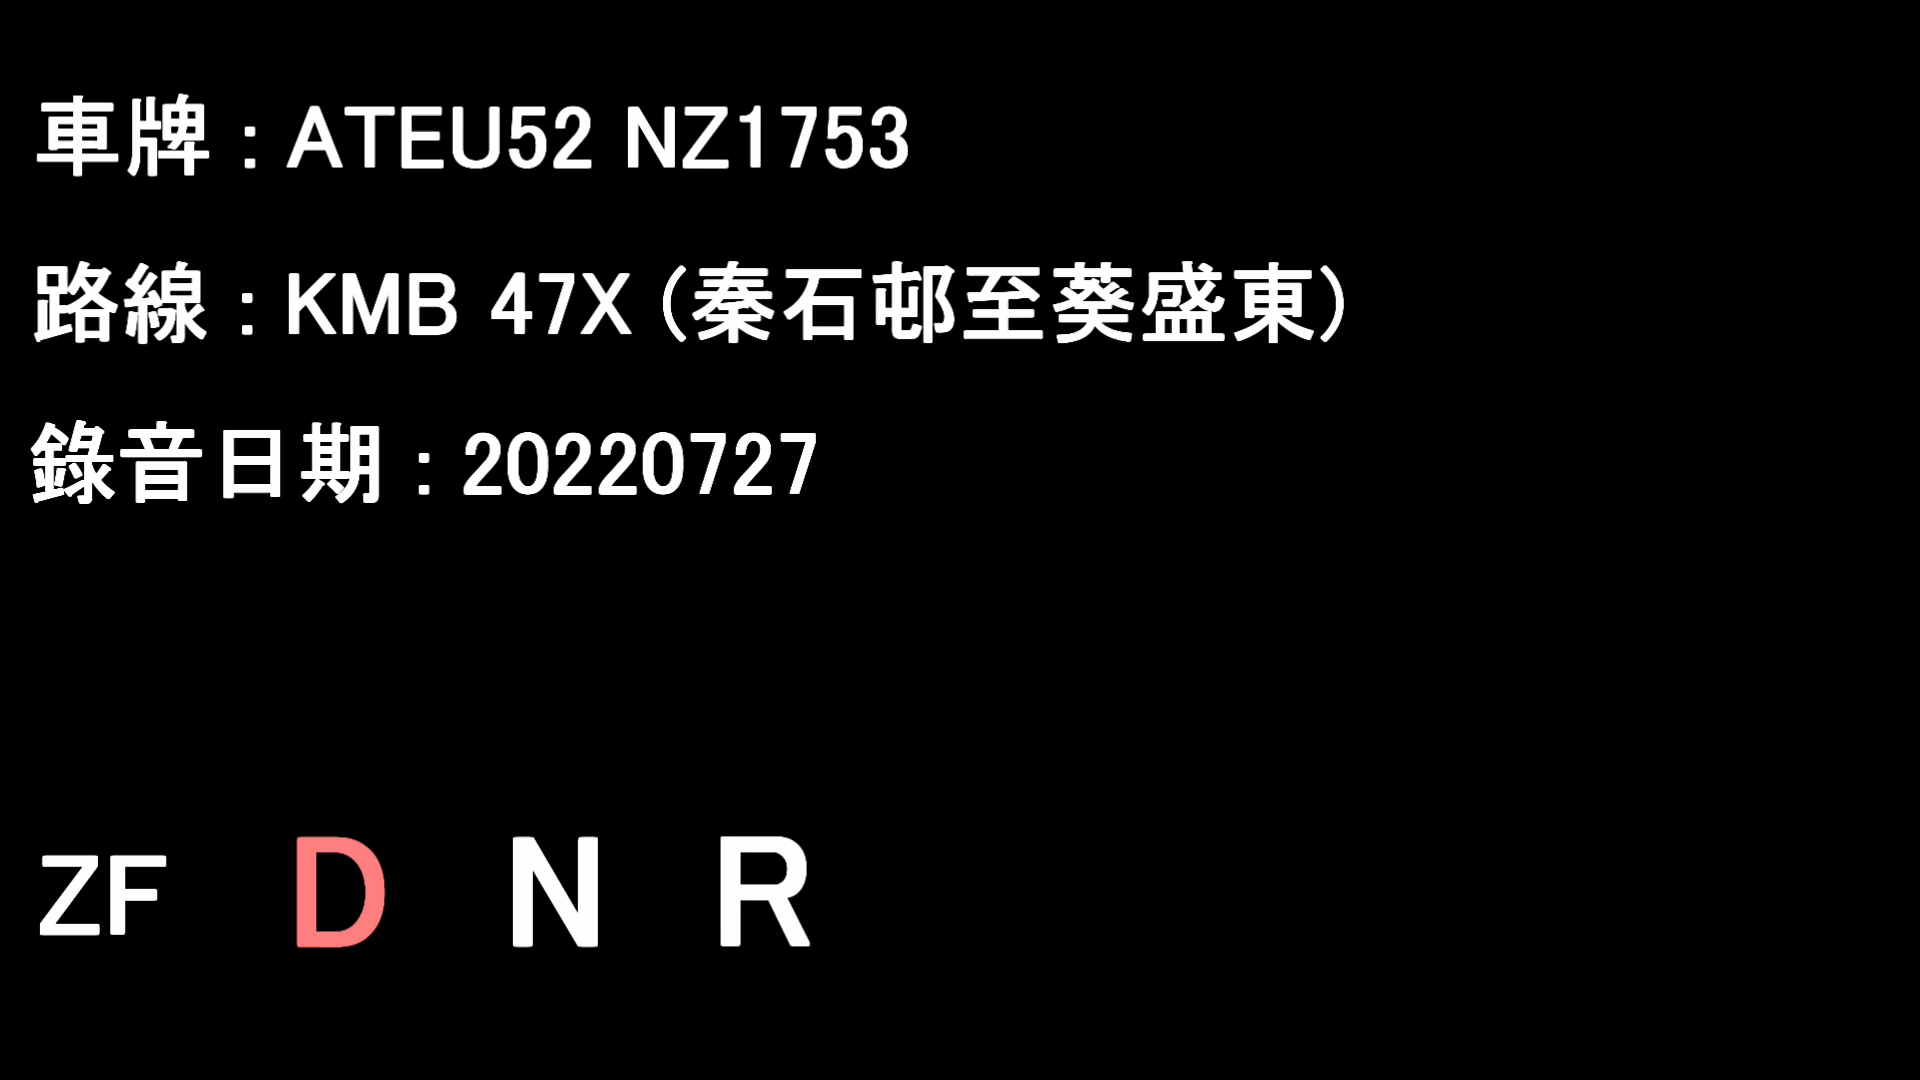 車牌 : ATEU52 NZ1753
路線 : KMB 47X (秦石邨至葵盛東)
錄音日期 : 20220727
ZF D N R